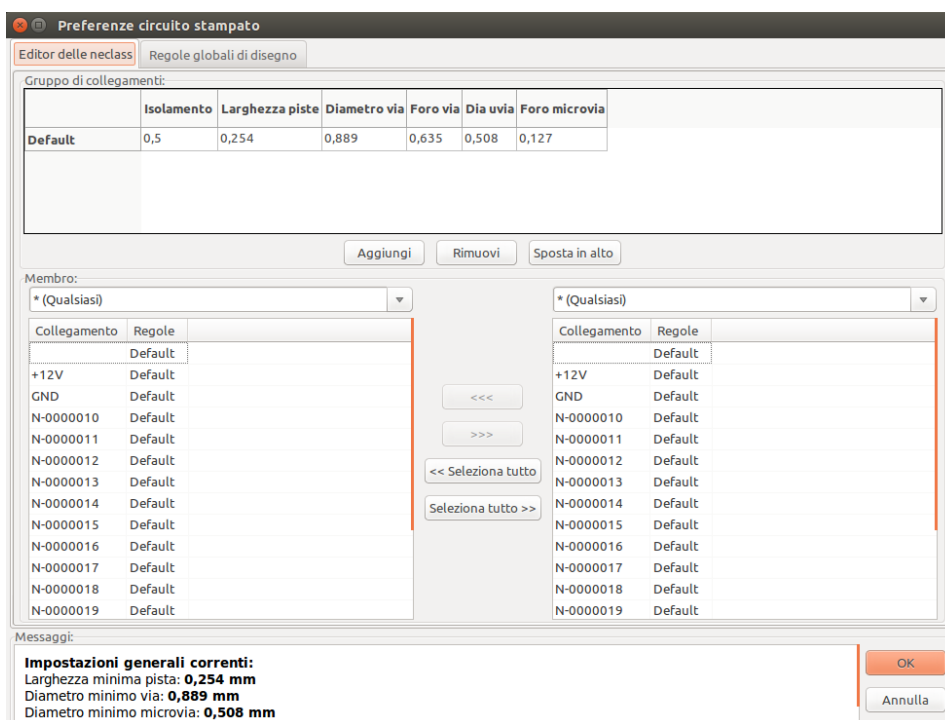 Preferenze circuito stampato
Editor delle neclass Regole globali di disegno
Gruppo di collegamenti:
Isolamento Larghezza piste Diametro via Foro via Dia uvia Foro microvia
Default 0,5 0,254 0,889 0,635 0,508 0,127
Aggiungi Rimuovi Sposta in alto
Membro:
* (Qualsiasi) * (Qualsiasi)
Collegamento Regole Collegamento Regole
Default Default
+12V Default +12V Default
GND Default <<< GND Default
N-0000010 Default N-0000010 Default
N-0000011 Default >>> N-0000011 Default
N-0000012 Default << Seleziona tutto N-0000012 Default
N-0000013 Default N-0000013 Default
N-0000014 Default Seleziona tutto >> N-0000014 Default
N-0000015 Default N-0000015 Default
N-0000016 Default N-0000016 Default
N-0000017 Default N-0000017 Default
N-0000018 Default N-0000018 Default
N-0000019 Default N-0000019 Default
Messaggi:
Impostazioni generali correnti: OK
Larghezza minima pista: 0,254 mm
Diametro minimo via: 0,889 mm Annulla
Diametro minimo microvia: 0,508 mm